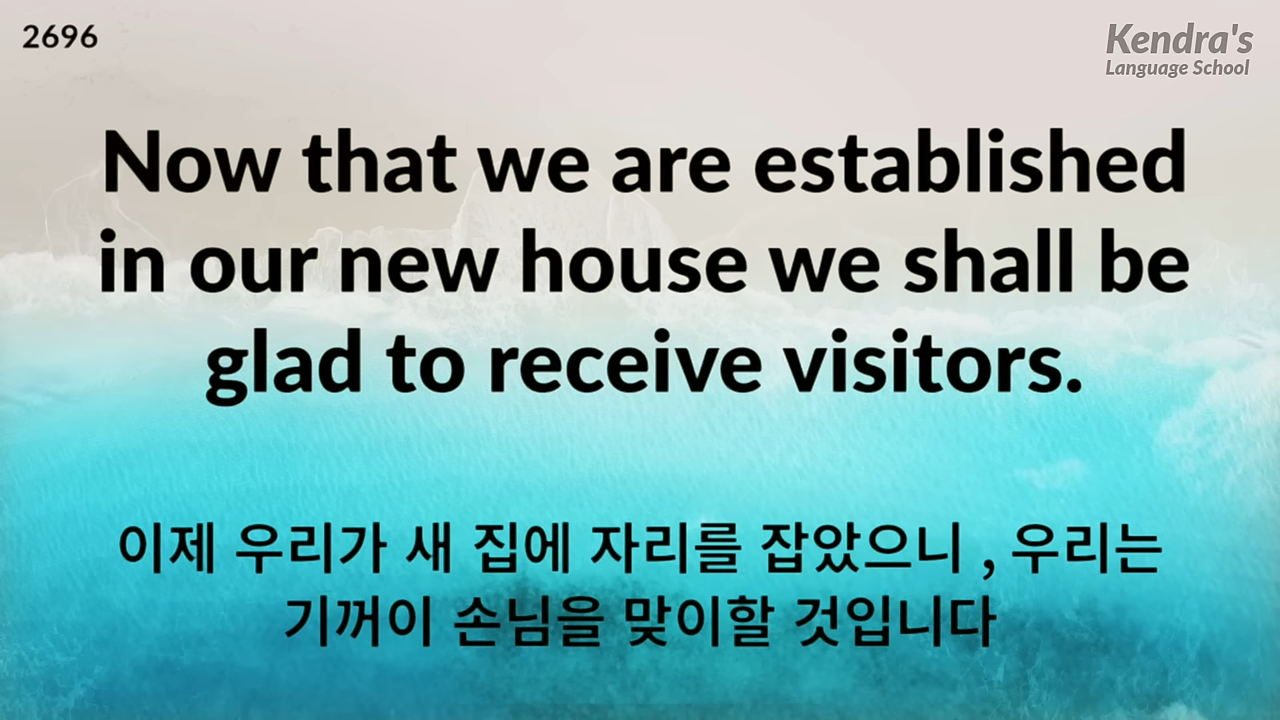 2696
Kendra's
Language School
Now that we are established
in our new house we shall be
glad to receive visitors.
이제 우리가 새 집에 자리를 잡았으니 , 우리는
기꺼이 손님을 맞이할 것입니다